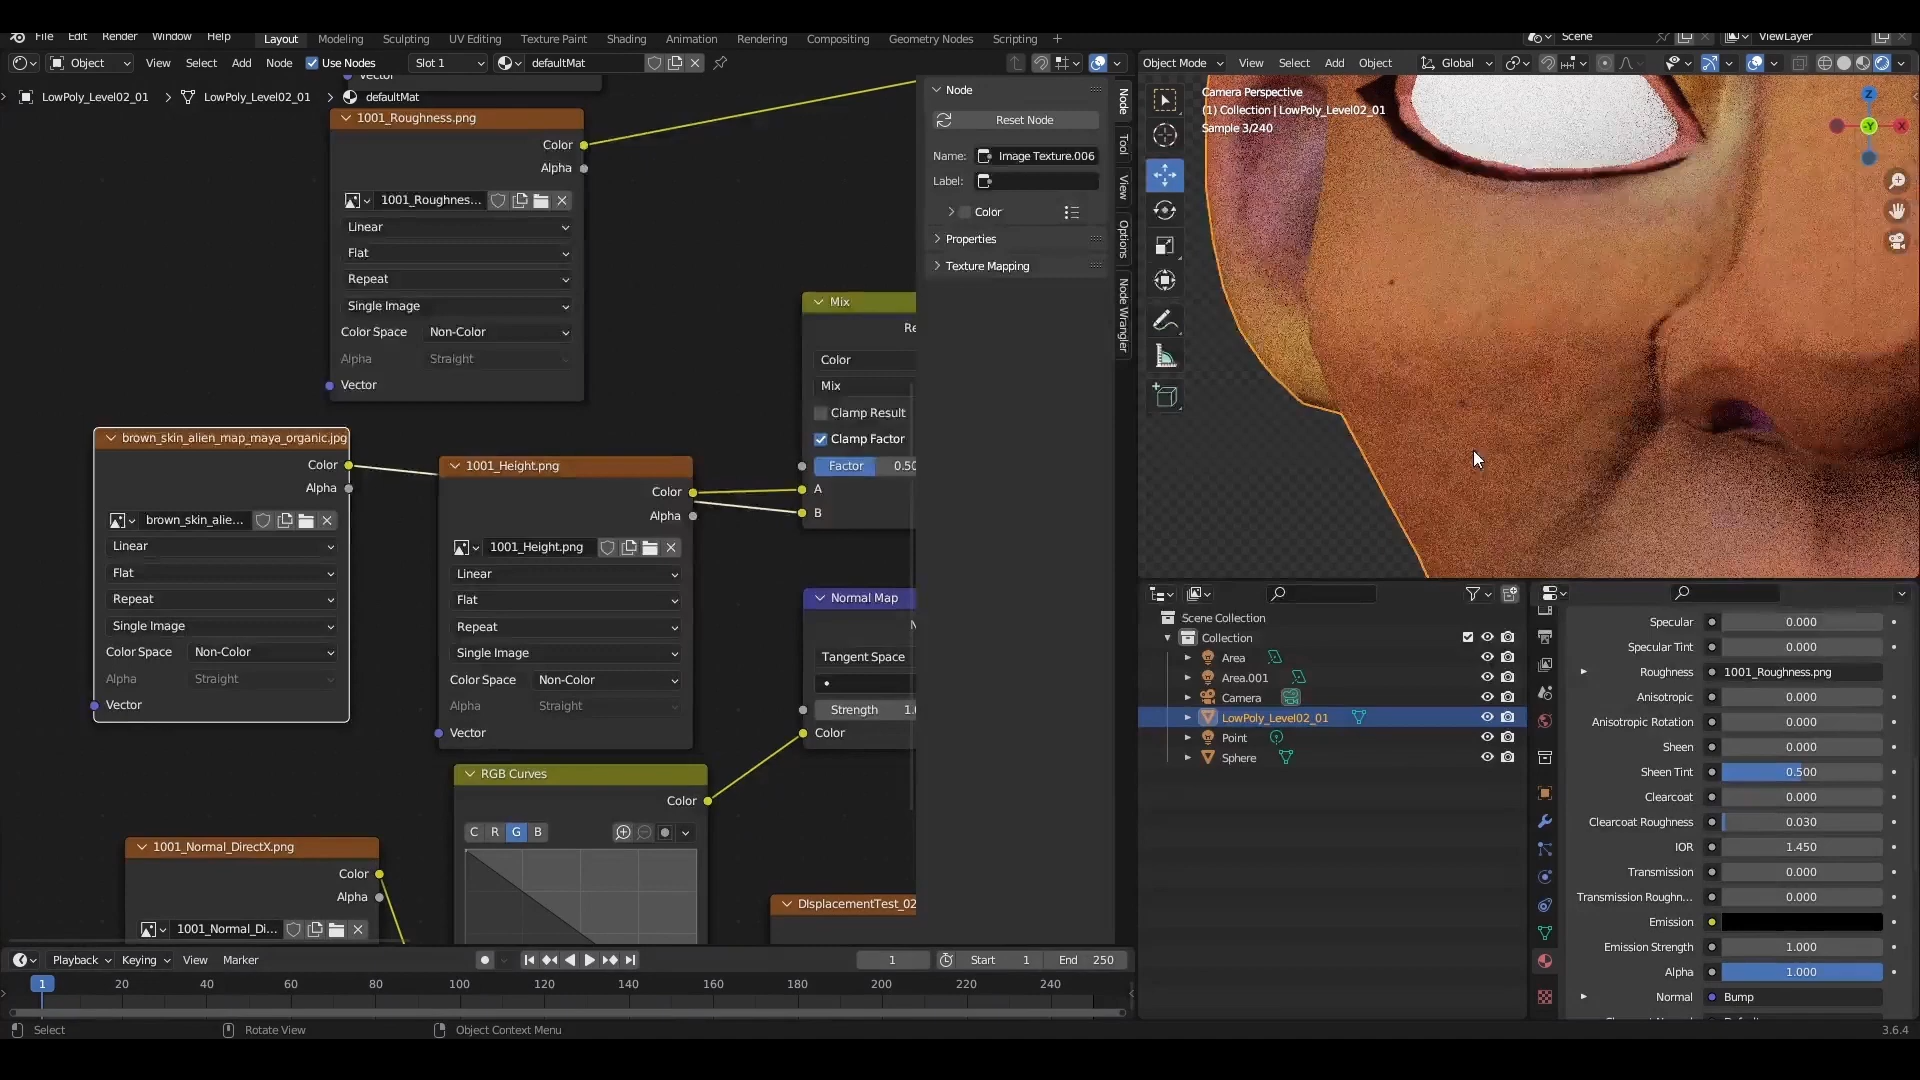 File Edit Render Window Help Layout Modeling Sculpting UV Editing Texture Paint Shading Animation Rendering Compositing Geometry Nodes Scripting + Scene ViewLayer
Object View Select Add Node Use Nodes Slot 1 defaultMat
LowPoly_Level02_01 > LowPoly_Level02_01 > defaultMat
1001_Roughness.png
Color
Alpha
1001_Roughnes...
Linear
Flat
Repeat
Single Image
Color Space Non-Color
Alpha Straight
Vector
brown_skin_alien_map_maya_organic.jpg
Color
Alpha
brown_skin_alie...
Linear
Flat
Repeat
Single Image
Color Space Non-Color
Alpha Straight
Vector
1001_Height.png
Color
Alpha
1001_Height.png
Linear
Flat
Repeat
Single Image
Color Space Non-Color
Alpha Straight
Vector
RGB Curves
Color
C R G B
1001_Normal_DirectX.png
Color
Alpha
1001_Normal_Di...
Mix
Re
Color
Mix
Clamp Result
Clamp Factor
Factor 0.50
A
B
Normal Map
Tangent Space
Strength 1.0
Color
DIsplacementTest_02
Node
Reset Node
Name: Image Texture.006
Label:
Color
Properties
Texture Mapping
Node
Tool
View
Options
Node Wrangler
Object Mode View Select Add Object Global
Camera Perspective
(1) Collection | LowPoly_Level02_01
Sample 3/240
Z
-Y
X
Scene Collection
Collection
Area
Area.001
Camera
LowPoly_Level02_01
Point
Sphere
Specular 0.000
Specular Tint 0.000
Roughness 1001_Roughness.png
Anisotropic 0.000
Anisotropic Rotation 0.000
Sheen 0.000
Sheen Tint 0.500
Clearcoat 0.000
Clearcoat Roughness 0.030
IOR 1.450
Transmission 0.000
Transmission Roughn... 0.000
Emission
Emission Strength 1.000
Alpha 1.000
Normal Bump
Playback Keying View Marker 1 Start 1 End 250
1 20 40 60 80 100 120 140 160 180 200 220 240
Select Rotate View Object Context Menu 3.6.4